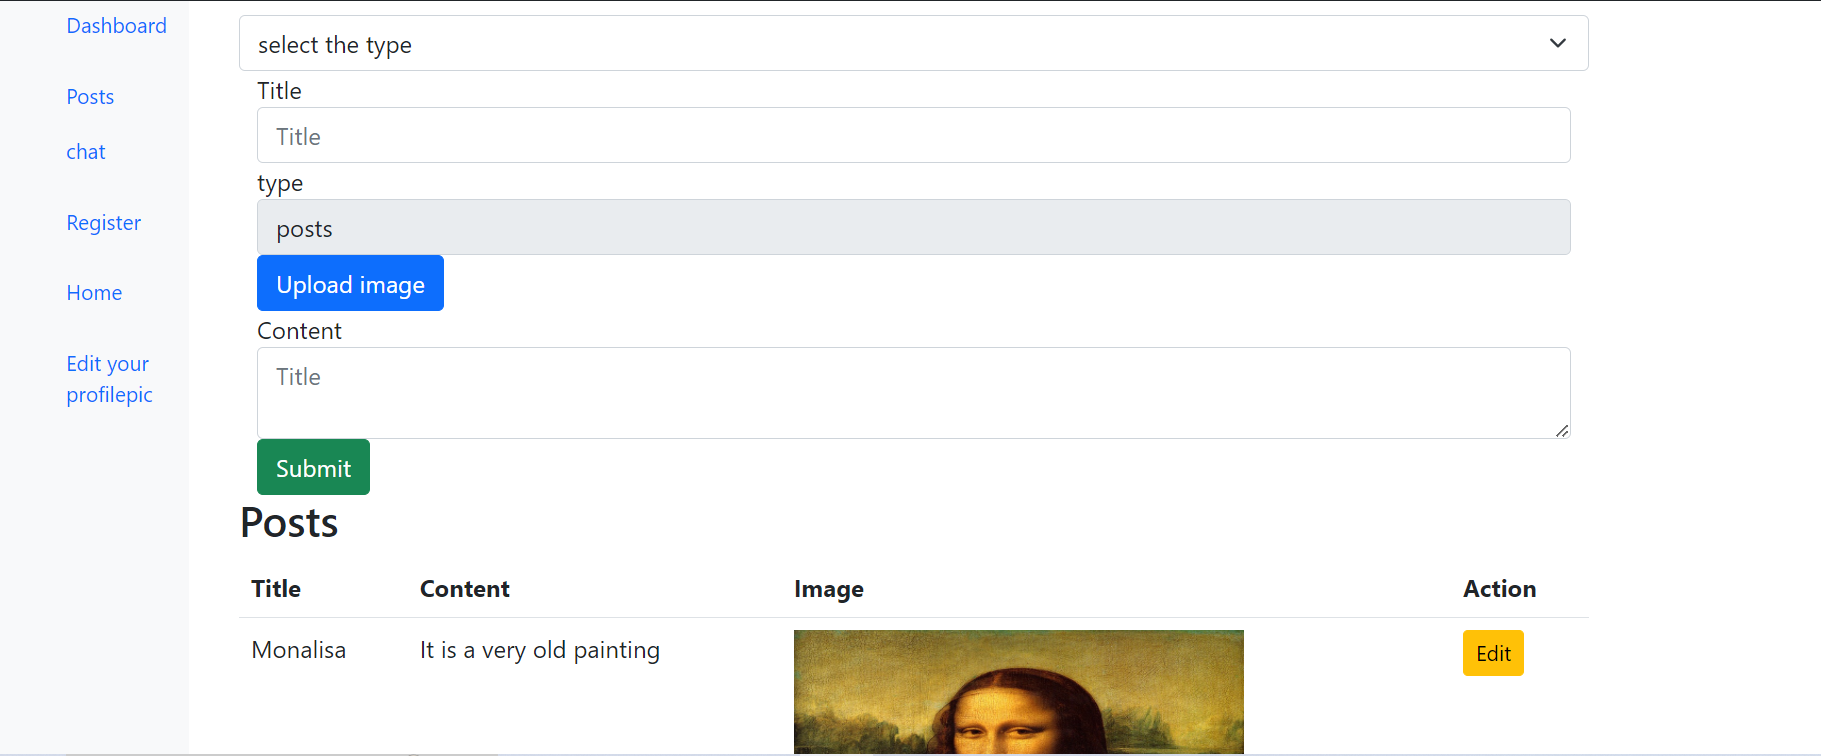 Dashboard
Posts
chat
Register
Home
Edit your
profilepic
select the type
Title
Title
type
posts
Upload image
Content
Title
Submit
Posts
Title Content Image Action
Monalisa It is a very old painting Edit